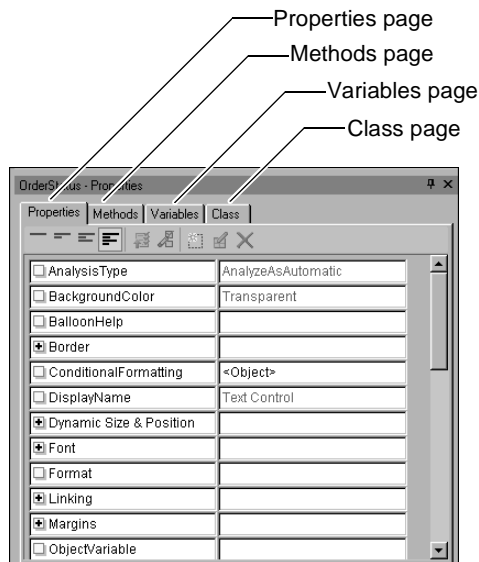 Properties page
Methods page
Variables page
Class page
OrderStatus - Properties
Properties Methods Variables Class
AnalysisType AnalyzeAsAutomatic
BackgroundColor Transparent
BalloonHelp
Border
ConditionalFormatting <Object>
DisplayName Text Control
Dynamic Size & Position
Font
Format
Linking
Margins
ObjectVariable